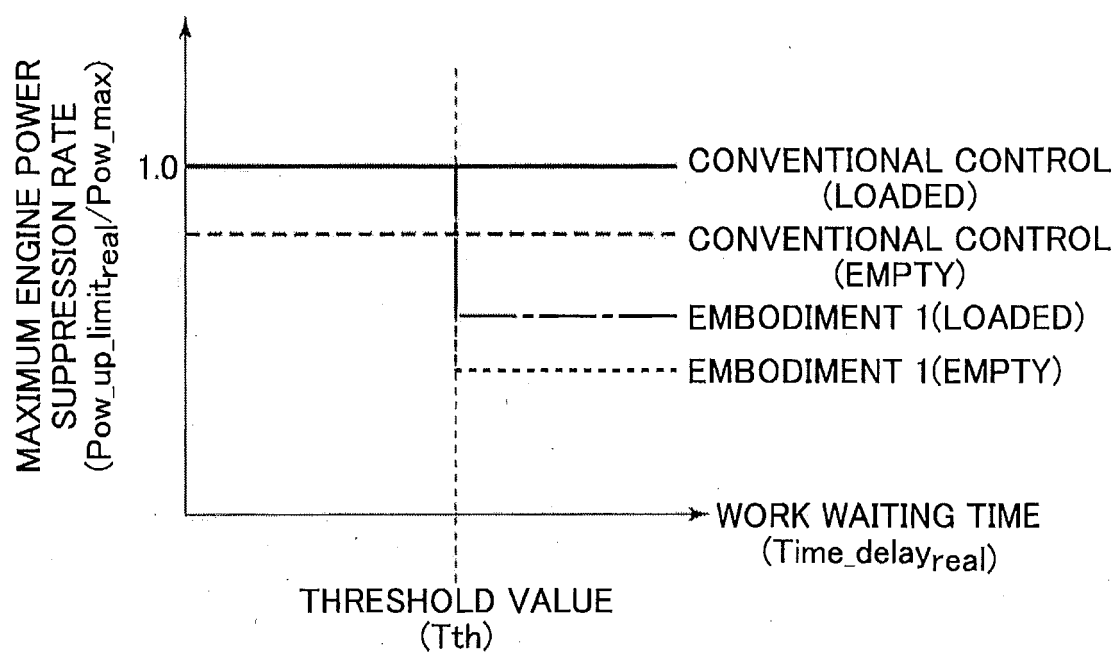 MAXIMUM ENGINE POWER
SUPPRESSION RATE
(Pow_up_limitreal/Pow_max)
1.0
CONVENTIONAL CONTROL
(LOADED)
CONVENTIONAL CONTROL
(EMPTY)
EMBODIMENT 1(LOADED)
EMBODIMENT 1(EMPTY)
WORK WAITING TIME
(Time_delayreal)
THRESHOLD VALUE
(Tth)